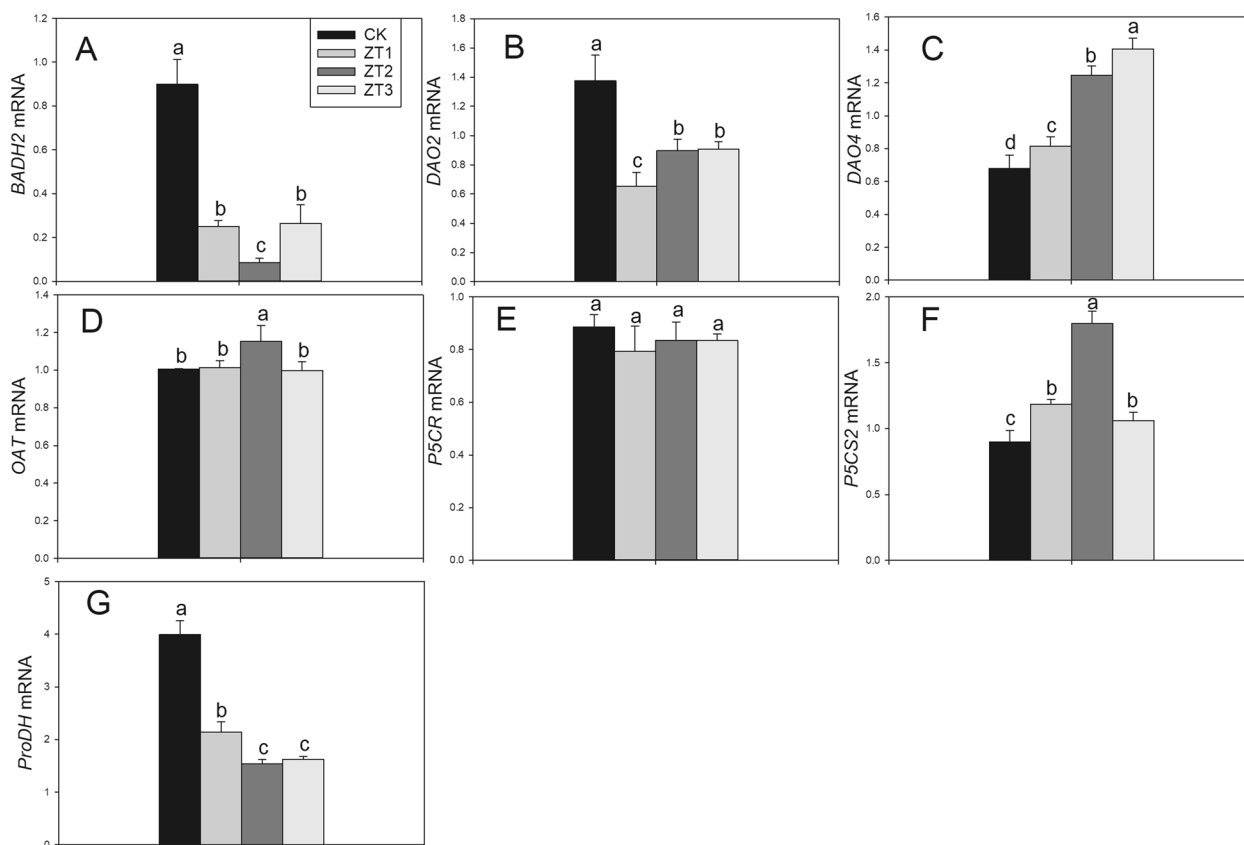 A
BADH2 mRNA
1.2
1.0
0.8
0.6
0.4
0.2
0.0
a
b
c
b
CK
ZT1
ZT2
ZT3
B
DAO2 mRNA
1.8
1.6
1.4
1.2
1.0
0.8
0.6
0.4
0.2
0.0
a
c
b
b
C
DAO4 mRNA
1.6
1.4
1.2
1.0
0.8
0.6
0.4
0.2
0.0
d
c
b
a
D
OAT mRNA
1.4
1.2
1.0
0.8
0.6
0.4
0.2
0.0
b
b
a
b
E
P5CR mRNA
1.0
0.8
0.6
0.4
0.2
0.0
a
a
a
a
F
P5CS2 mRNA
2.0
1.5
1.0
0.5
0.0
c
b
a
b
G
ProDH mRNA
5
4
3
2
1
0
a
b
c
c